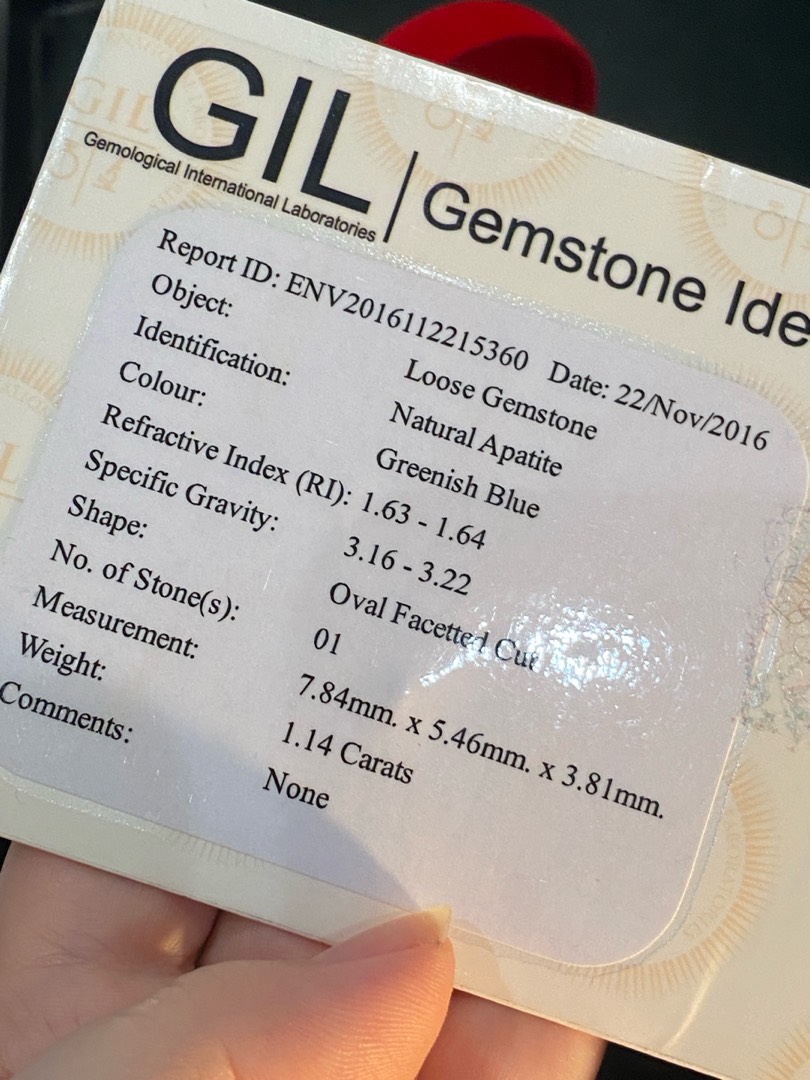 GIL
Gemological International Laboratories
Gemstone Ide
Report ID: ENV2016112215360 Date: 22/Nov/2016
Object: Loose Gemstone
Identification: Natural Apatite
Colour: Greenish Blue
Refractive Index (RI): 1.63 - 1.64
Specific Gravity: 3.16 - 3.22
Shape: Oval Facetted Cut
No. of Stone(s): 01
Measurement: 7.84mm. x 5.46mm. x 3.81mm.
Weight: 1.14 Carats
Comments: None